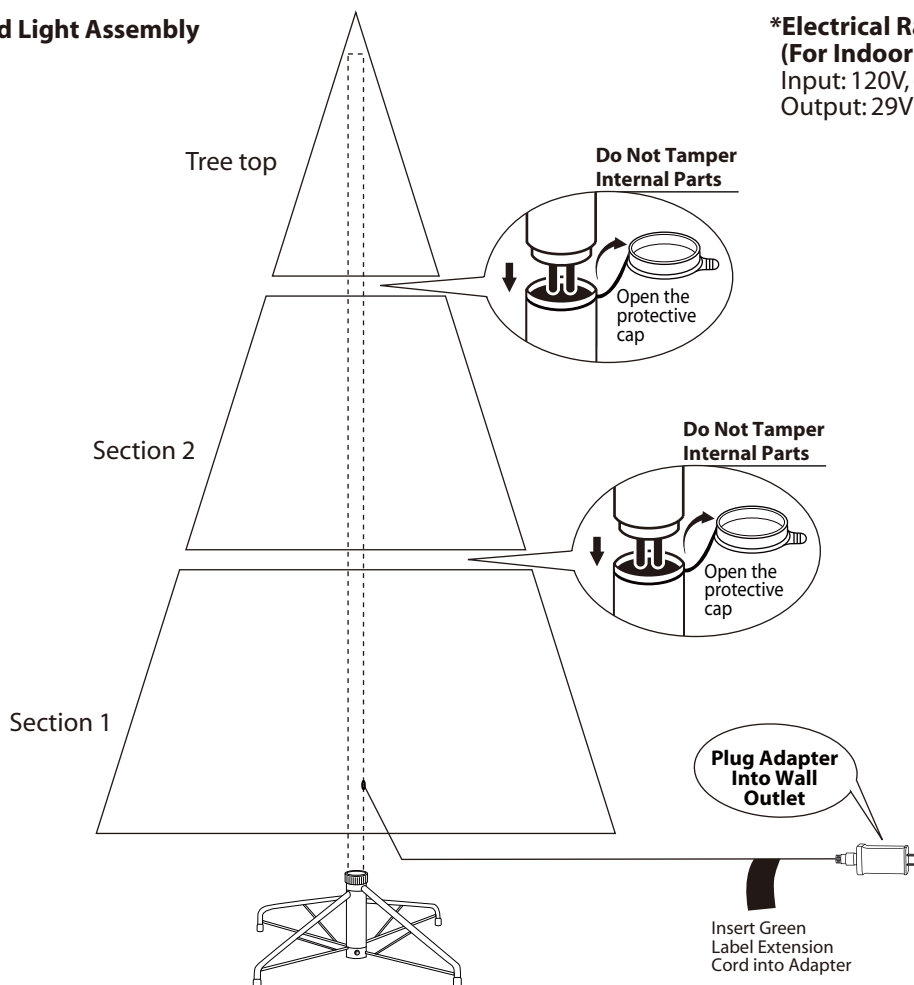 d Light Assembly
*Electrical Ra
(For Indoor
Input: 120V,
Output: 29V
Tree top
Do Not Tamper
Internal Parts
Open the
protective
cap
Section 2
Do Not Tamper
Internal Parts
Open the
protective
cap
Section 1
Plug Adapter
Into Wall
Outlet
Insert Green
Label Extension
Cord into Adapter